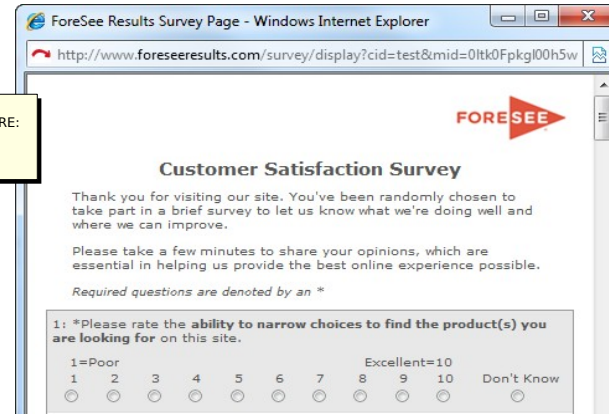 ForeSee Results Survey Page - Windows Internet Explorer
http://www.foreseeresults.com/survey/display?cid=test&mid=0Itk0Fpkgl00h5w
RE:
FORESEE
Customer Satisfaction Survey
Thank you for visiting our site. You've been randomly chosen to
take part in a brief survey to let us know what we're doing well and
where we can improve.
Please take a few minutes to share your opinions, which are
essential in helping us provide the best online experience possible.
Required questions are denoted by an *
1: *Please rate the ability to narrow choices to find the product(s) you
are looking for on this site.
1=Poor Excellent=10
1 2 3 4 5 6 7 8 9 10 Don't Know